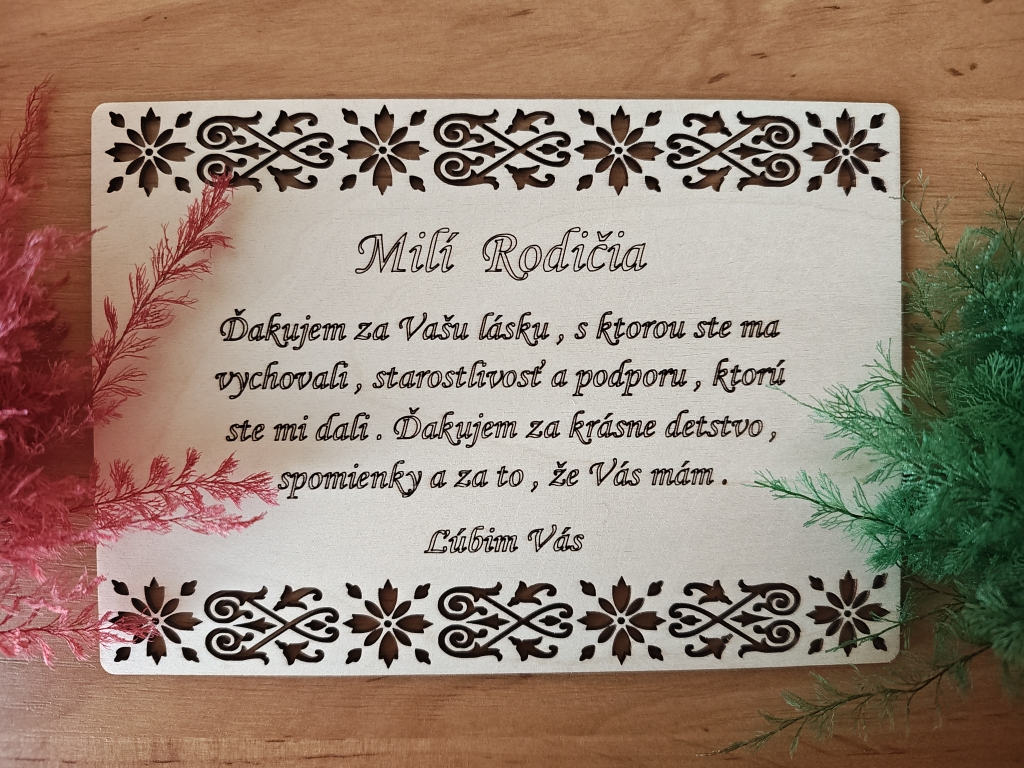 Milí Rodičia
Ďakujem za Vašu lásku , s ktorou ste ma
vychovali , starostlivosť a podporu , ktorú
ste mi dali . Ďakujem za krásne detstvo ,
spomienky a za to , že Vás mám .
Ľúbim Vás